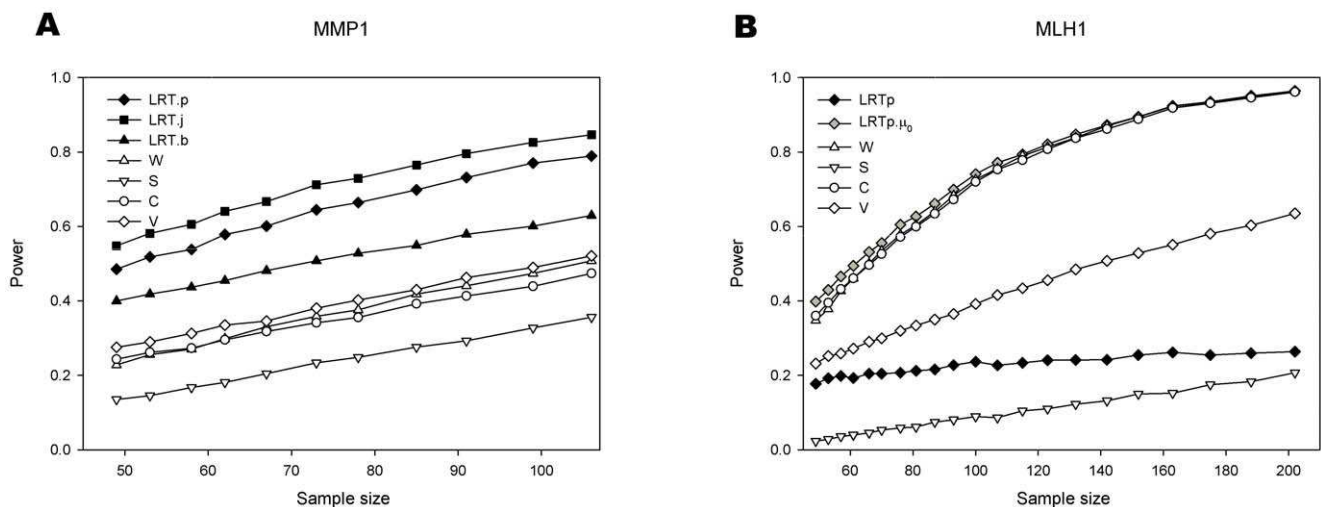 A
MMP1
1.0
0.8
0.6
0.4
0.2
0.0
Power
LRT.p
LRT.j
LRT.b
W
S
C
V
50 60 70 80 90 100
Sample size
B
MLH1
1.0
0.8
0.6
0.4
0.2
0.0
Power
LRTp
LRTp.μ₀
W
S
C
V
60 80 100 120 140 160 180 200
Sample size